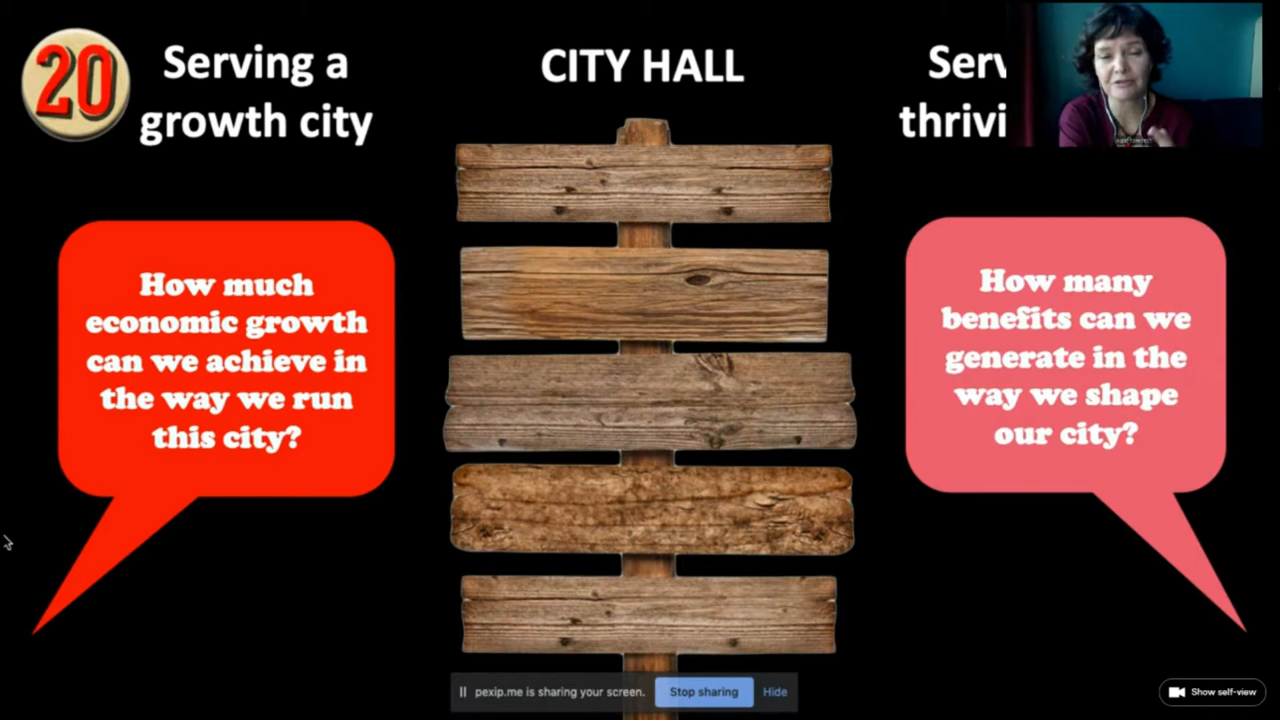 20
Serving a
growth city
CITY HALL
How much
economic growth
can we achieve in
the way we run
this city?
How many
benefits can we
generate in the
way we shape
our city?
pexip.me is sharing your screen.
Stop sharing
Hide
Show self-view